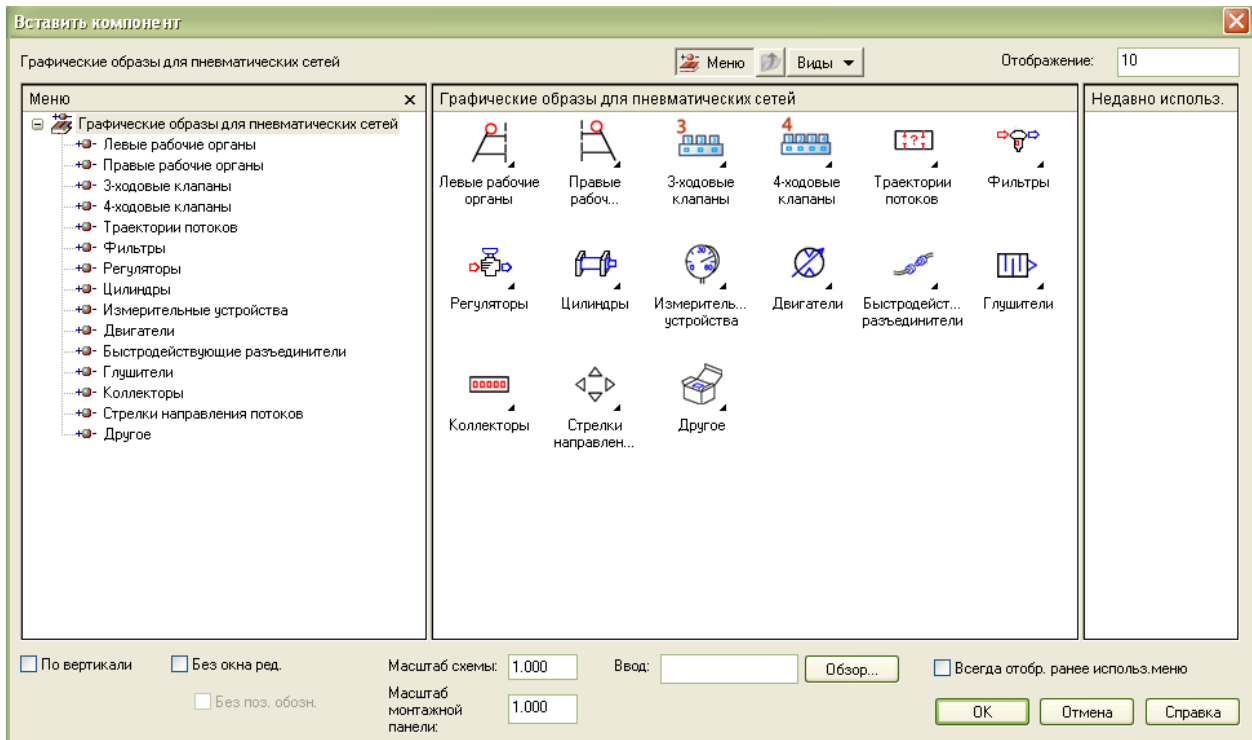 Вставить компонент
Графические образы для пневматических сетей
Меню
Виды
Отображение:
10
Меню
Графические образы для пневматических сетей
Левые рабочие органы
Правые рабочие органы
3-ходовые клапаны
4-ходовые клапаны
Траектории потоков
Фильтры
Регуляторы
Цилиндры
Измерительные устройства
Двигатели
Быстродействующие разъединители
Глушители
Коллекторы
Стрелки направления потоков
Другое
Графические образы для пневматических сетей
3
4
Левые рабочие
органы
Правые
рабоч...
3-ходовые
клапаны
4-ходовые
клапаны
Траектории
потоков
Фильтры
30
0 60
Регуляторы
Цилиндры
Измеритель...
устройства
Двигатели
Быстродейст...
разъединители
Глушители
Коллекторы
Стрелки
направлен...
Другое
Недавно использ.
По вертикали
Без окна ред.
Без поз. обозн.
Масштаб схемы:
1.000
Масштаб
монтажной
панели:
1.000
Ввод:
Обзор...
Всегда отобр. ранее использ.меню
OK
Отмена
Справка